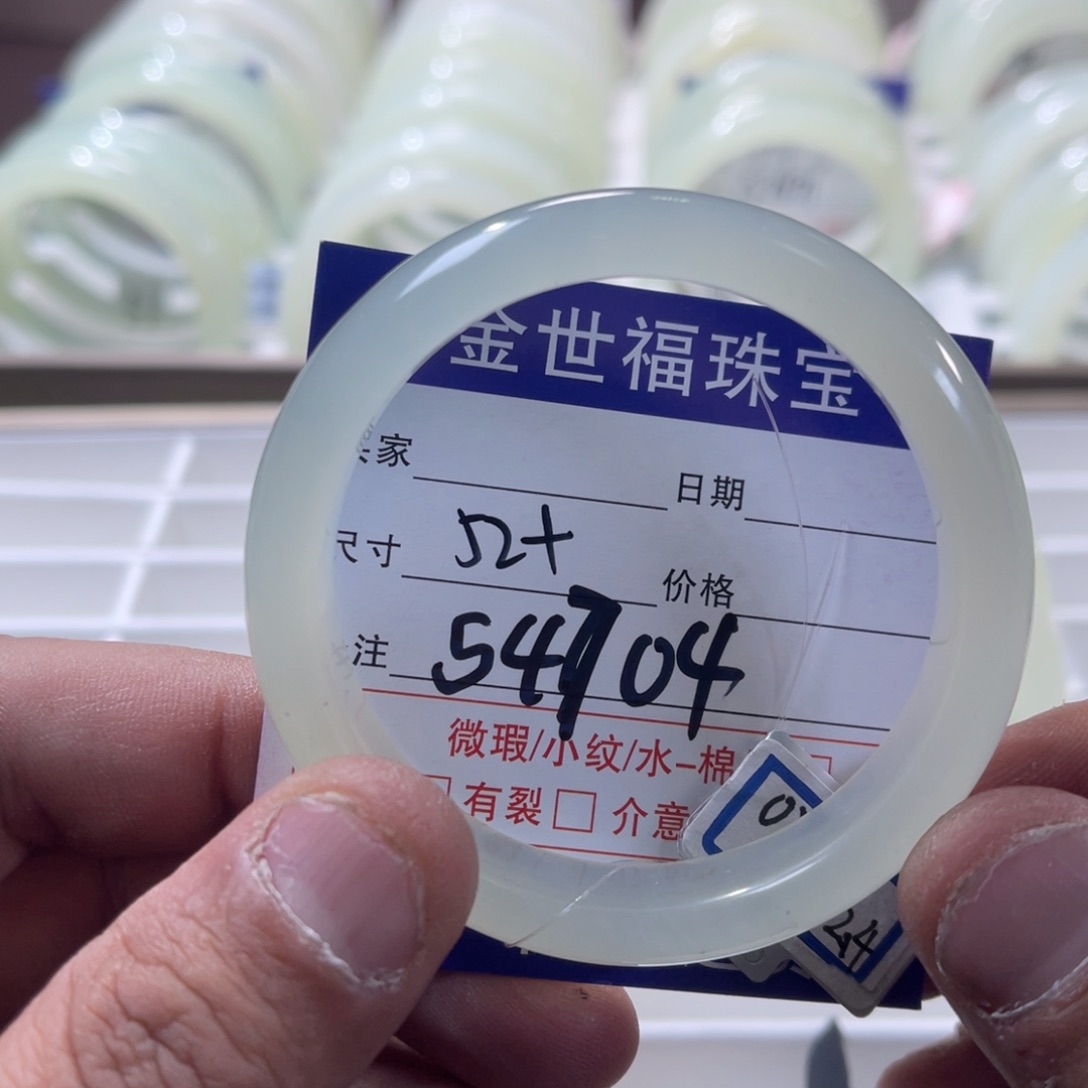 金世福珠宝
家 日期
尺寸 52+ 价格
注 54704
微瑕/小纹/水-棉 □
□ 有裂 □ 介意
24